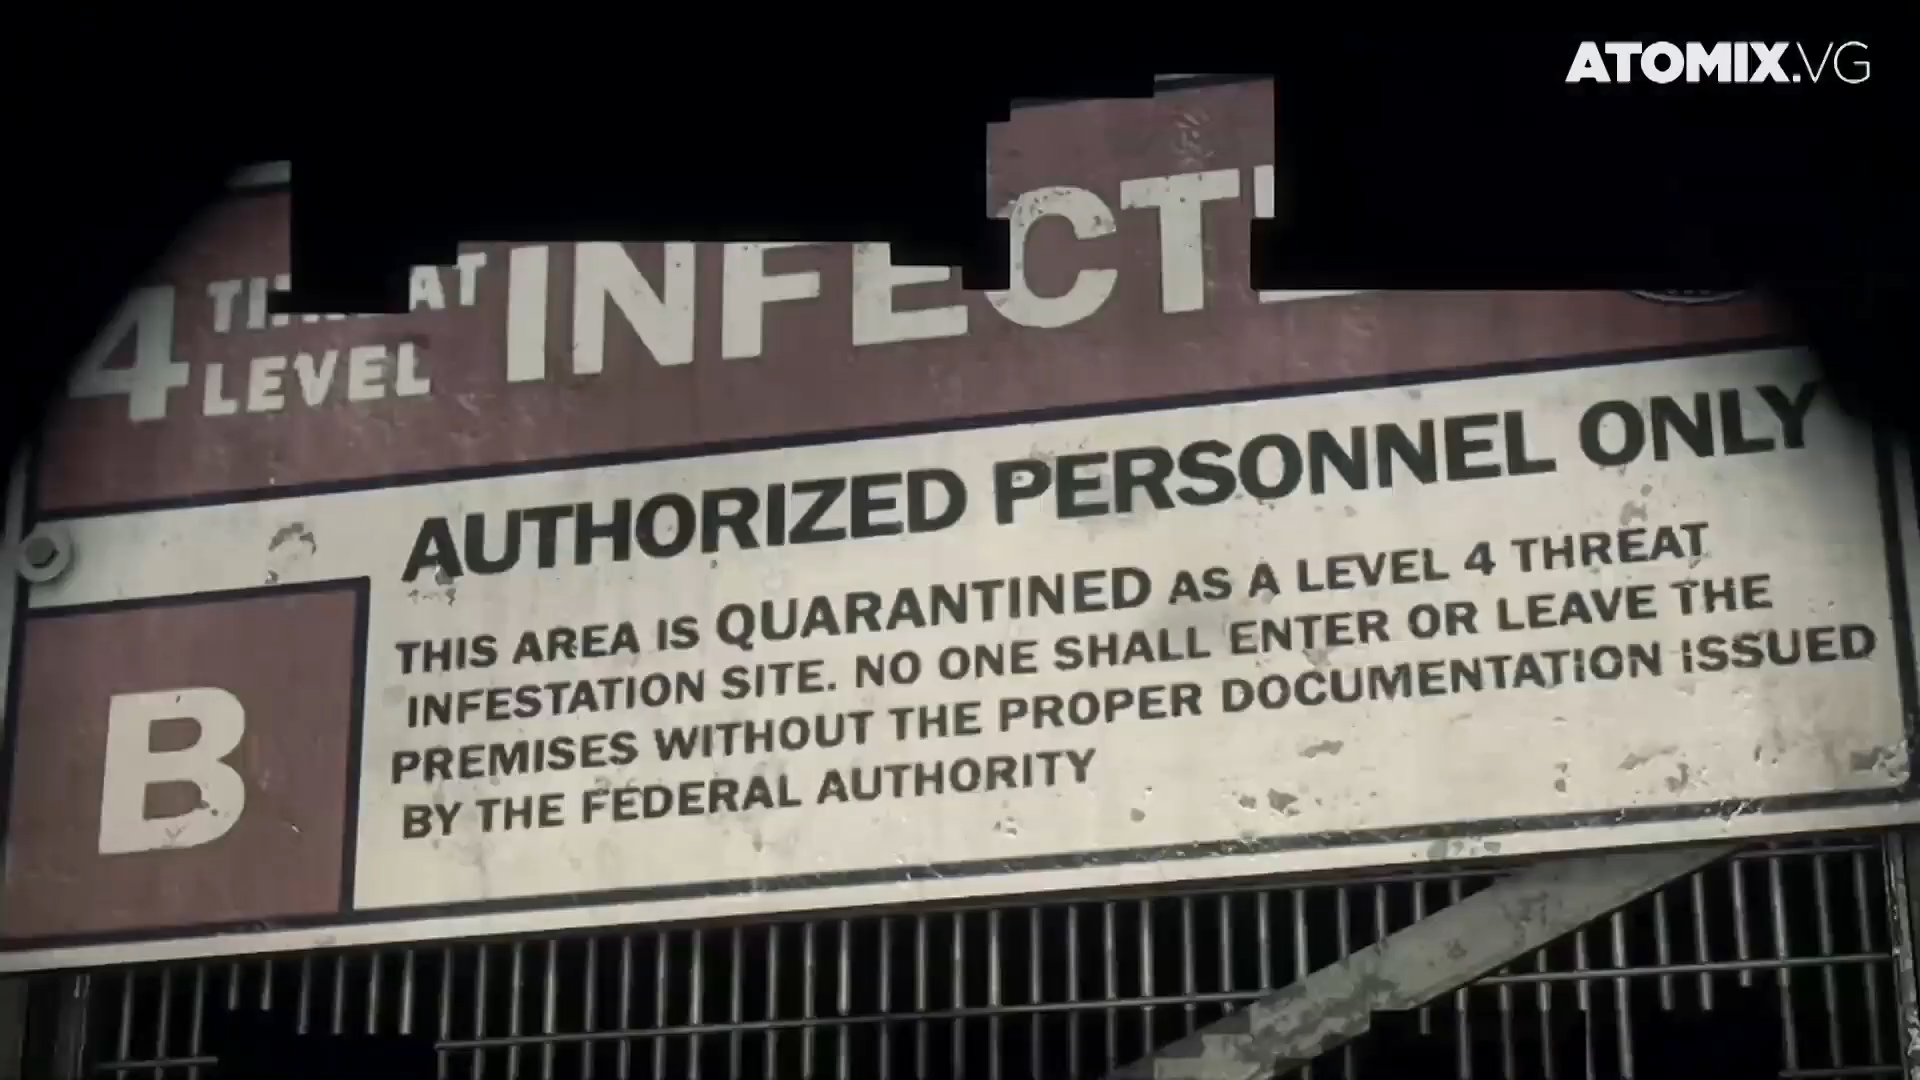 ATOMIX.VG
4
LEVEL
AUTHORIZED PERSONNEL ONLY
B
THIS AREA IS QUARANTINED AS A LEVEL 4 THREAT
INFESTATION SITE. NO ONE SHALL ENTER OR LEAVE THE
PREMISES WITHOUT THE PROPER DOCUMENTATION ISSUED
BY THE FEDERAL AUTHORITY